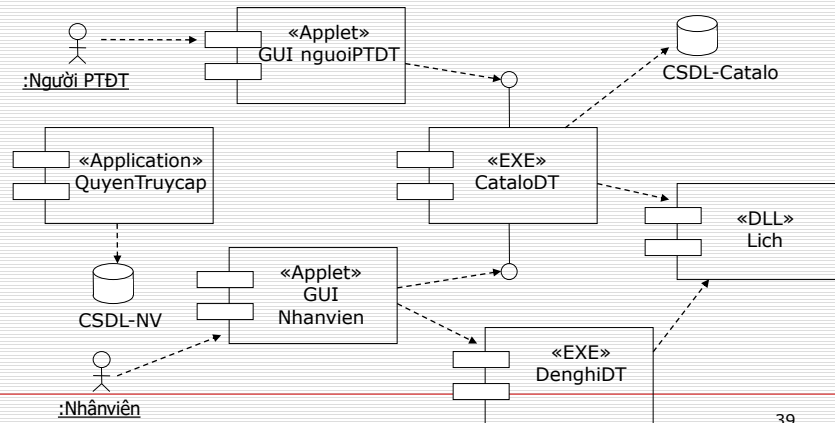 «Applet»
GUI nguoiPTDT
:Người PTĐT
CSDL-Catalo
«Application»
QuyenTruycap
«EXE»
CataloDT
«DLL»
Lich
«Applet»
GUI
Nhanvien
CSDL-NV
«EXE»
DenghiDT
:Nhânviên
39